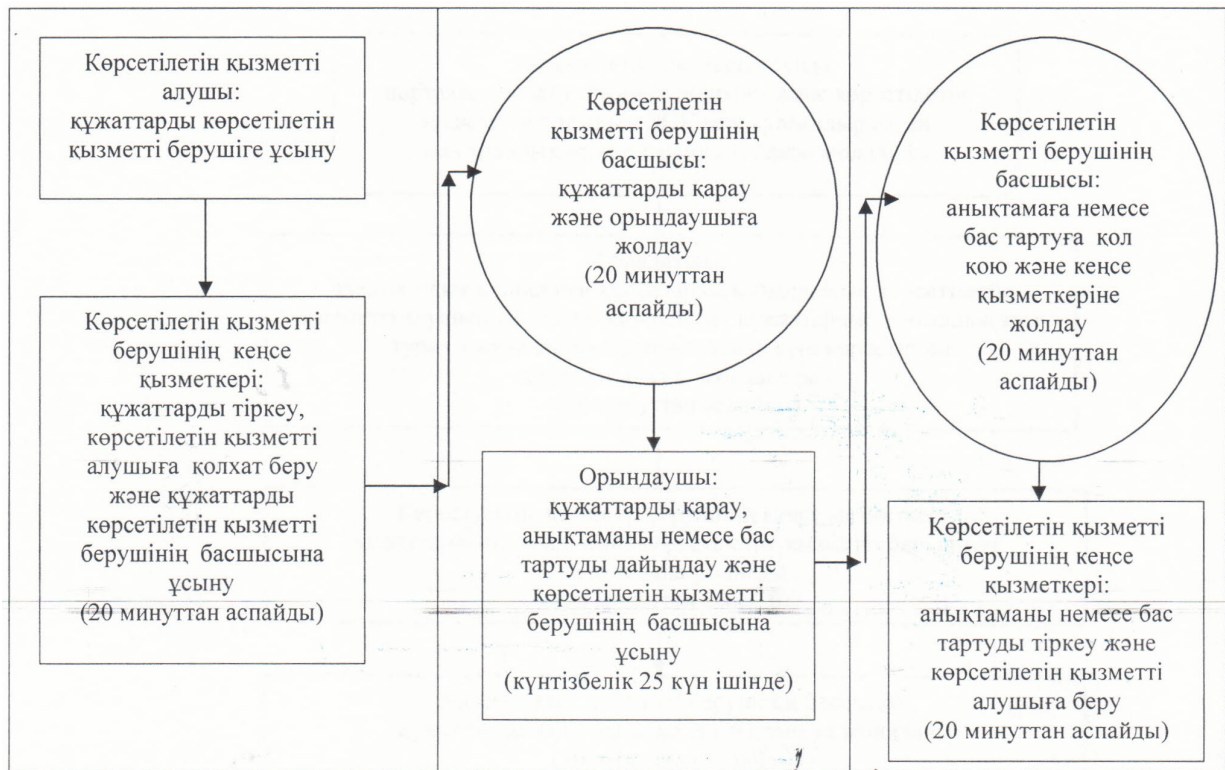 Көрсетілетін қызметті
алушы:
құжаттарды көрсетілетін
қызметті берушіге ұсыну
Көрсетілетін қызметті
берушінің кеңсе
қызметкері:
құжаттарды тіркеу,
көрсетілетін қызметті
алушыға қолхат беру
және құжаттарды
көрсетілетін қызметті
берушінің басшысына
ұсыну
(20 минуттан аспайды)
Көрсетілетін
қызметті берушінің
басшысы:
құжаттарды қарау
және орындаушыға
жолдау
(20 минуттан
аспайды)
Орындаушы:
құжаттарды қарау,
анықтаманы немесе бас
тартуды дайындау және
көрсетілетін қызметті
берушінің басшысына
ұсыну
(күнтізбелік 25 күн ішінде)
Көрсетілетін
қызметті берушінің
басшысы:
анықтамаға немесе
бас тартуға қол
қою және кеңсе
қызметкеріне
жолдау
(20 минуттан
аспайды)
Көрсетілетін қызметті
берушінің кеңсе
қызметкері:
анықтаманы немесе бас
тартуды тіркеу және
көрсетілетін қызметті
алушыға беру
(20 минуттан аспайды)